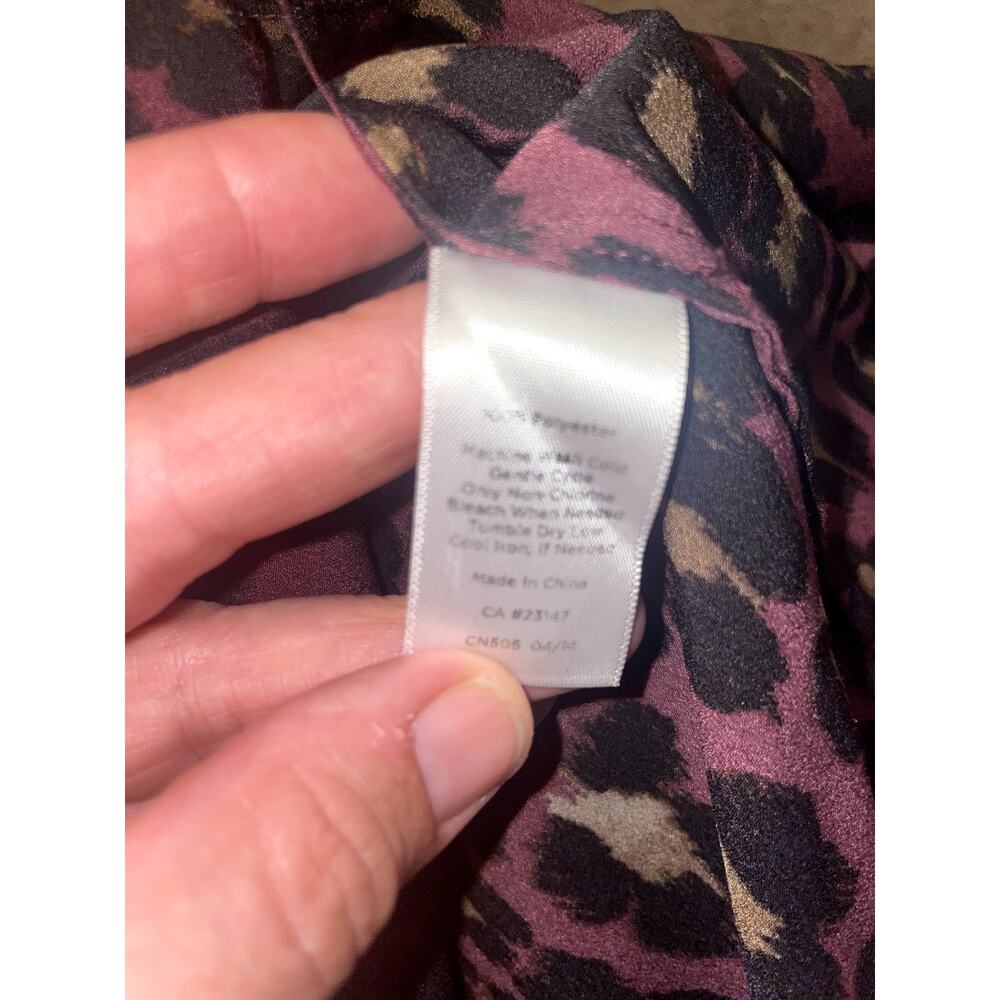 100% Polyester
Machine Wash Cold
Gentle Cycle
Only Non-Chlorine
Bleach When Needed
Tumble Dry Low
Cool Iron, If Needed
Made In China
CA #23147
CN505 04/14